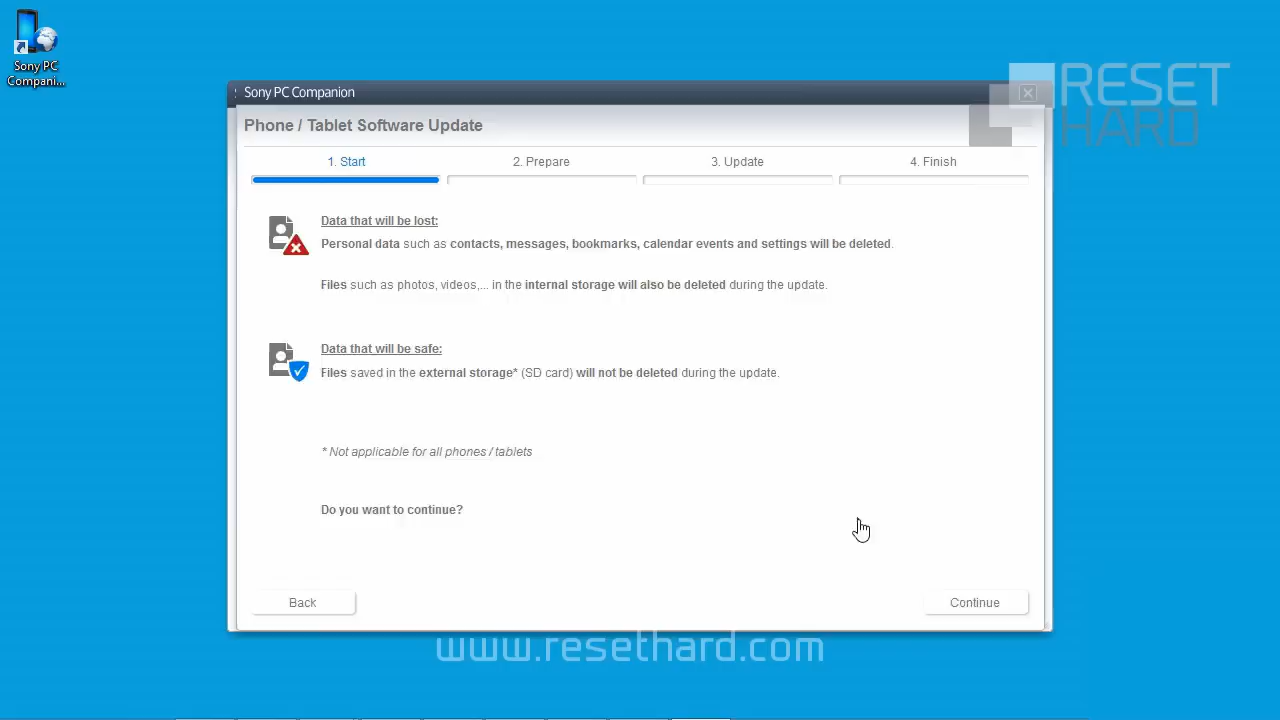 Sony PC
Compani...
RESET
HARD
Sony PC Companion
Phone / Tablet Software Update
1. Start
2. Prepare
3. Update
4. Finish
Data that will be lost:
Personal data such as contacts, messages, bookmarks, calendar events and settings will be deleted.
Files such as photos, videos,... in the internal storage will also be deleted during the update.
Data that will be safe:
Files saved in the external storage* (SD card) will not be deleted during the update.
* Not applicable for all phones / tablets
Do you want to continue?
Back
Continue
www.resethard.com